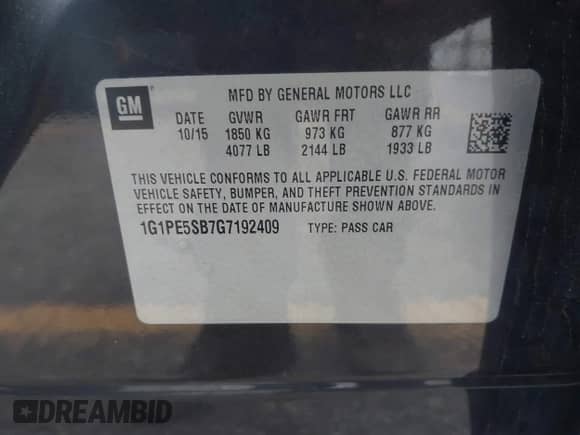 GM
MFD BY GENERAL MOTORS LLC
DATE GVWR GAWR FRT GAWR RR
10/15 1850 KG 973 KG 877 KG
4077 LB 2144 LB 1933 LB
THIS VEHICLE CONFORMS TO ALL APPLICABLE U.S. FEDERAL MOTOR
VEHICLE SAFETY, BUMPER, AND THEFT PREVENTION STANDARDS IN
EFFECT ON THE DATE OF MANUFACTURE SHOWN ABOVE.
1G1PE5SB7G7192409 TYPE: PASS CAR
DREAMBID